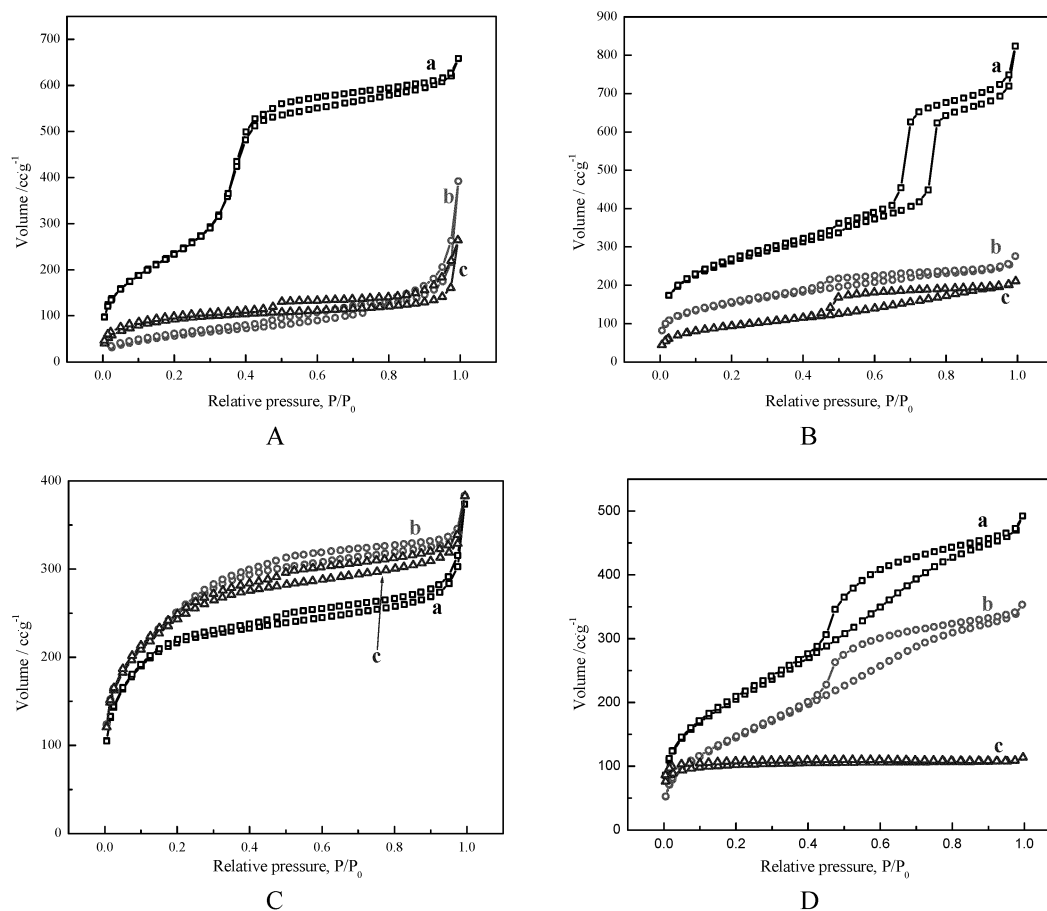 700
600
500
400
300
200
100
0
Volume /cc·g-1
a
b
c
0.0 0.2 0.4 0.6 0.8 1.0
Relative pressure, P/P0
A
900
800
700
600
500
400
300
200
100
0
Volume /cc·g-1
a
b
c
0.0 0.2 0.4 0.6 0.8 1.0
Relative pressure, P/P0
B
400
300
200
100
0
Volume / cc·g-1
b
a
c
0.0 0.2 0.4 0.6 0.8 1.0
Relative pressure, P/P0
C
500
400
300
200
100
0
Volume / cc·g-1
a
b
c
0.0 0.2 0.4 0.6 0.8 1.0
Relative pressure, P/P0
D